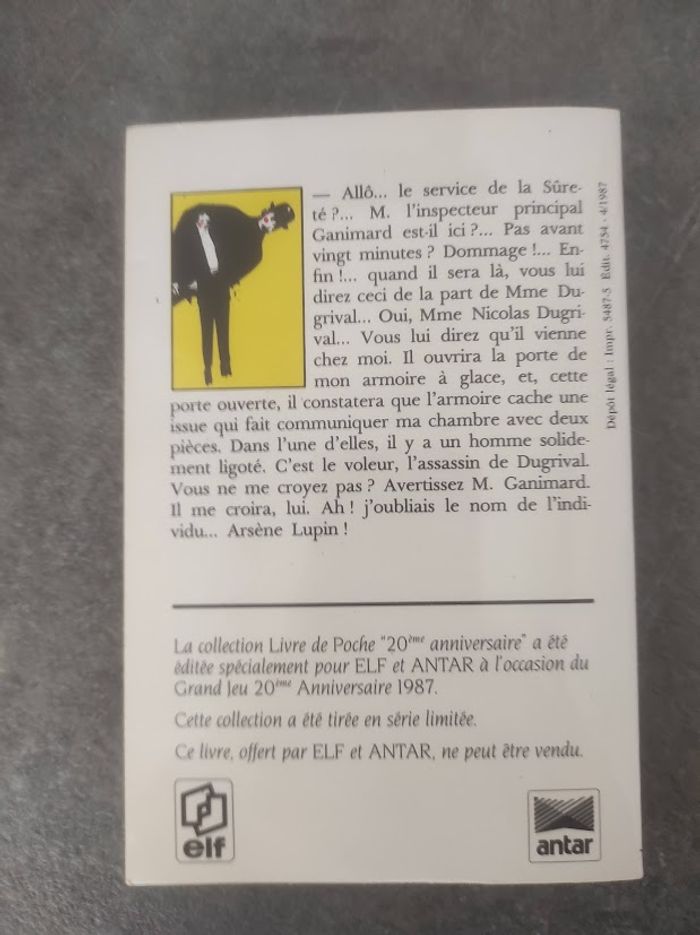 — Allô... le service de la Sûre-
té ?... M. l'inspecteur principal
Ganimard est-il ici ?... Pas avant
vingt minutes ? Dommage !... En-
fin !... quand il sera là, vous lui
direz ceci de la part de Mme Du-
grival... Oui, Mme Nicolas Dugri-
val... Vous lui direz qu'il vienne
chez moi. Il ouvrira la porte de
mon armoire à glace, et, cette
porte ouverte, il constatera que l'armoire cache une
issue qui fait communiquer ma chambre avec deux
pièces. Dans l'une d'elles, il y a un homme solide-
ment ligoté. C'est le voleur, l'assassin de Dugrival.
Vous ne me croyez pas ? Avertissez M. Ganimard.
Il me croira, lui. Ah ! j'oubliais le nom de l'indi-
vidu... Arsène Lupin !
Dépôt légal : Impr. 5487-5 Édit. 4754 - 4/1987
La collection Livre de Poche "20ème anniversaire" a été
éditée spécialement pour ELF et ANTAR à l'occasion du
Grand Jeu 20ème Anniversaire 1987.
Cette collection a été tirée en série limitée.
Ce livre, offert par ELF et ANTAR, ne peut être vendu.
elf
antar